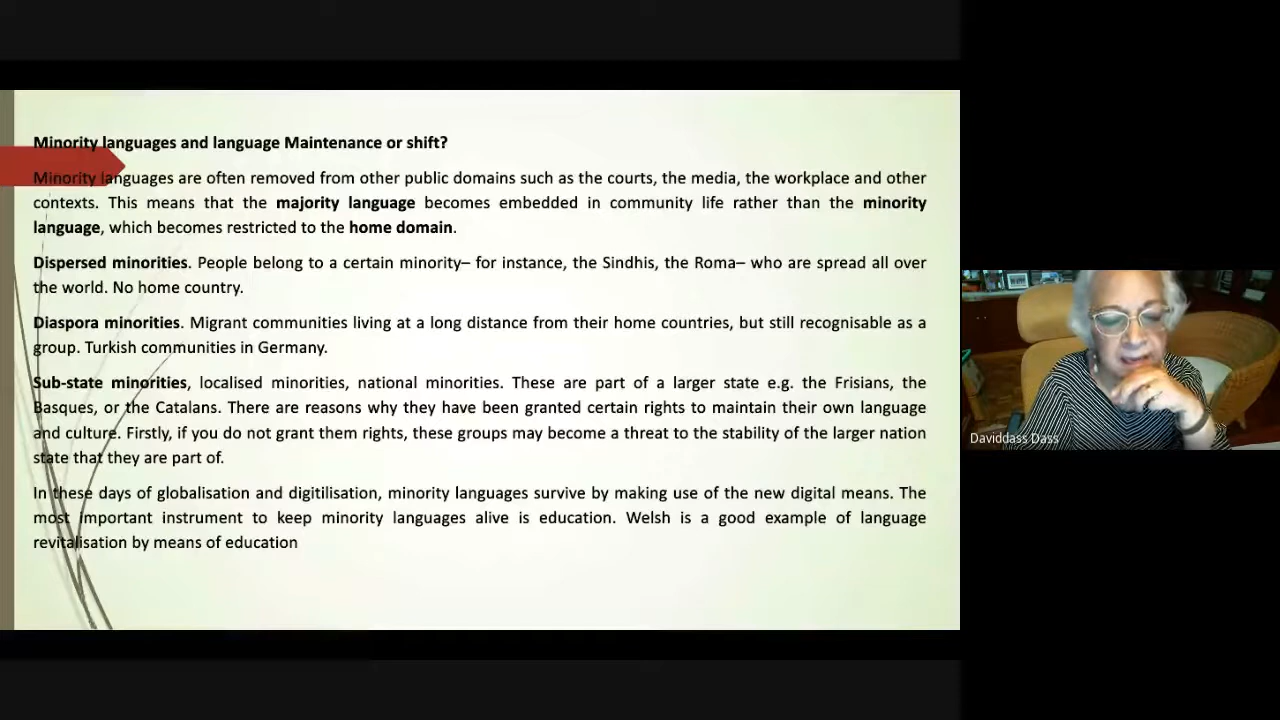 Minority languages and language Maintenance or shift?
Minority languages are often removed from other public domains such as the courts, the media, the workplace and other
contexts. This means that the majority language becomes embedded in community life rather than the minority
language, which becomes restricted to the home domain.
Dispersed minorities. People belong to a certain minority– for instance, the Sindhis, the Roma– who are spread all over
the world. No home country.
Diaspora minorities. Migrant communities living at a long distance from their home countries, but still recognisable as a
group. Turkish communities in Germany.
Sub-state minorities, localised minorities, national minorities. These are part of a larger state e.g. the Frisians, the
Basques, or the Catalans. There are reasons why they have been granted certain rights to maintain their own language
and culture. Firstly, if you do not grant them rights, these groups may become a threat to the stability of the larger nation
state that they are part of.
In these days of globalisation and digitilisation, minority languages survive by making use of the new digital means. The
most important instrument to keep minority languages alive is education. Welsh is a good example of language
revitalisation by means of education
Daviddass Dass